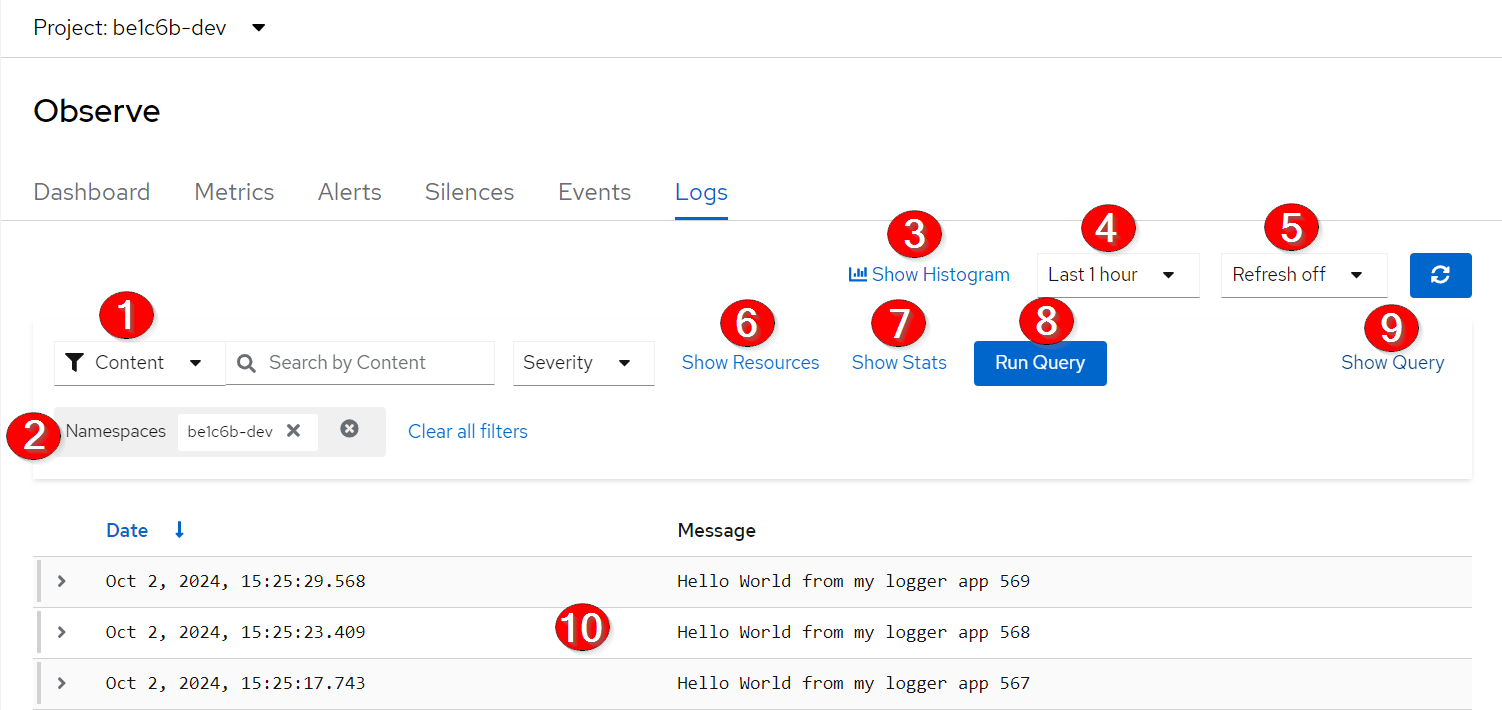 Project: be1c6b-dev
Observe
Dashboard Metrics Alerts Silences Events Logs
3 4 5
Show Histogram Last 1 hour Refresh off
1 6 7 8 9
Content Search by Content Severity Show Resources Show Stats Run Query Show Query
2 Namespaces be1c6b-dev Clear all filters
Date Message
Oct 2, 2024, 15:25:29.568 Hello World from my logger app 569
Oct 2, 2024, 15:25:23.409 10 Hello World from my logger app 568
Oct 2, 2024, 15:25:17.743 Hello World from my logger app 567